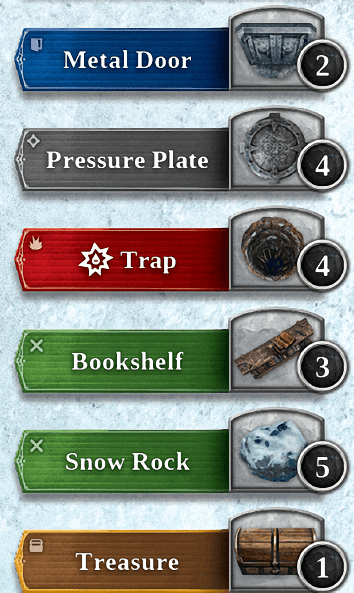 Metal Door 2
Pressure Plate 4
Trap 4
Bookshelf 3
Snow Rock 5
Treasure 1